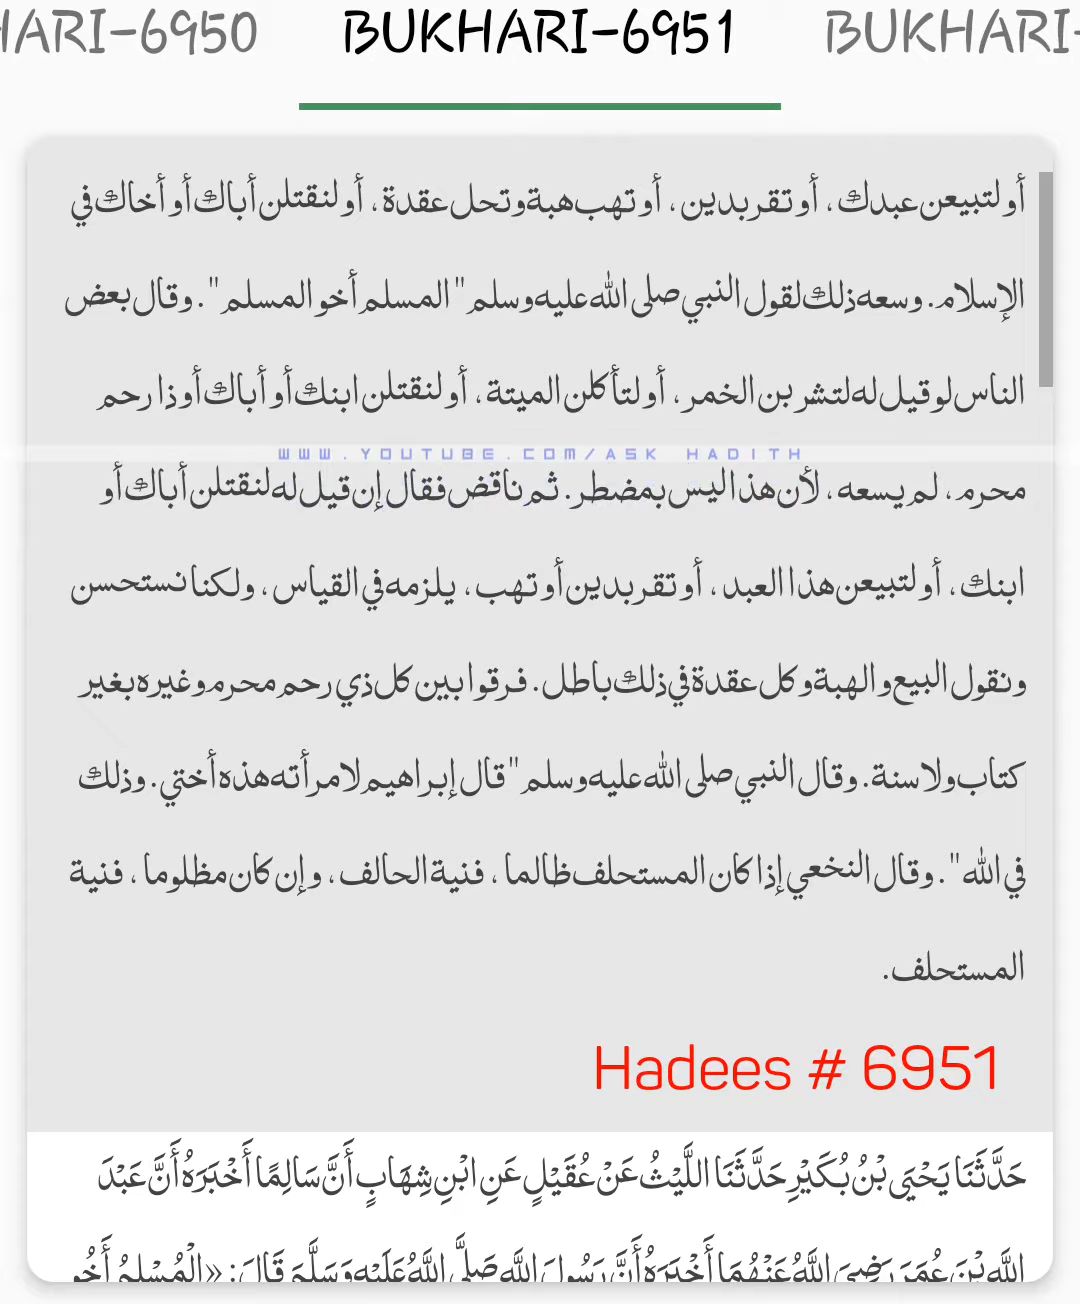 HARI-6950 BUKHARI-6951 BUKHARI-
أو لتبيعن عبدك، أو تقر بدين، أو تهب هبة وتحل عقدة، أو لنقتلن أباك أو أخاك في
الإسلام. وسعه ذلك لقول النبي صلى الله عليه وسلم " المسلم أخو المسلم ". وقال بعض
الناس لو قيل له لتشربن الخمر، أو لتأكلن الميتة، أو لنقتلن ابنك أو أباك أو ذا رحم
WWW.YOUTUBE.COM/ASK HADITH
محرم، لم يسعه، لأن هذا ليس بمضطر. ثم ناقض فقال إن قيل له لنقتلن أباك أو
ابنك، أو لتبيعن هذا العبد، أو تقر بدين أو تهب، يلزمه في القياس، ولكنا نستحسن
ونقول البيع والهبة وكل عقدة في ذلك باطل. فرقوا بين كل ذي رحم محرم وغيره بغير
كتاب ولا سنة. وقال النبي صلى الله عليه وسلم " قال إبراهيم لامرأته هذه أختي. وذلك
في الله ". وقال النخعي إذا كان المستحلف ظالما، فنية الحالف، وإن كان مظلوما، فنية
المستحلف.
Hadees # 6951
حَدَّثَنَا يَحْيَى بْنُ بُكَيْرٍ حَدَّثَنَا اللَّيْثُ عَنْ عُقَيْلٍ عَنِ ابْنِ شِهَابٍ أَنَّ سَالِمًا أَخْبَرَهُ أَنَّ عَبْدَ
اللَّهِ بْنَ عُمَرَ رَضِيَ اللَّهُ عَنْهُمَا أَخْبَرَهُ أَنَّ رَسُولَ اللَّهِ صَلَّى اللَّهُ عَلَيْهِ وَسَلَّمَ قَالَ: «الْمُسْلِمُ أَخُو